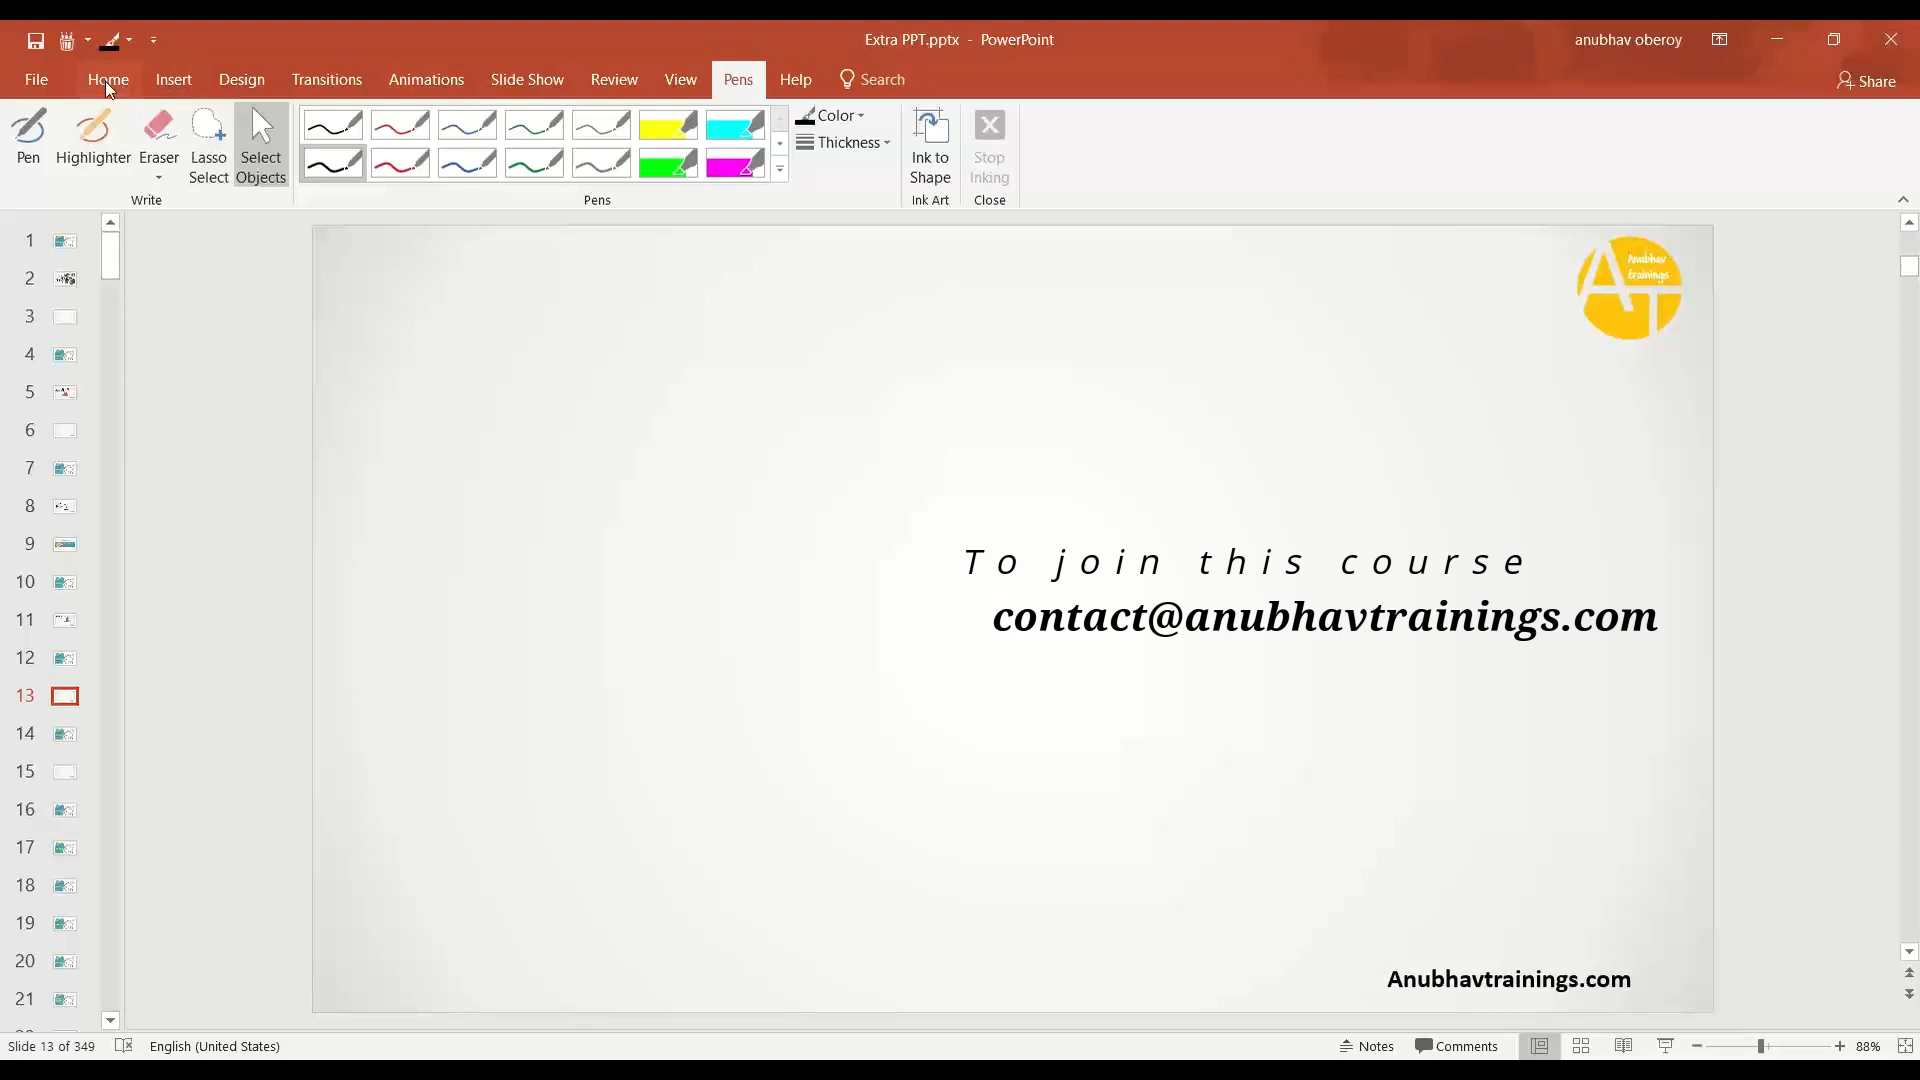 Extra PPT.pptx - PowerPoint
anubhav oberoy
File Home Insert Design Transitions Animations Slide Show Review View Pens Help Search
Share
Pen Highlighter Eraser Lasso Select Select Objects
Color
Thickness
Ink to Shape
Stop Inking
Write Pens Ink Art Close
1
2
3
4
5
6
7
8
9
10
11
12
13
14
15
16
17
18
19
20
21
Anubhav
trainings
AT
To join this course
contact@anubhavtrainings.com
Anubhavtrainings.com
Slide 13 of 349 English (United States) Notes Comments 88%